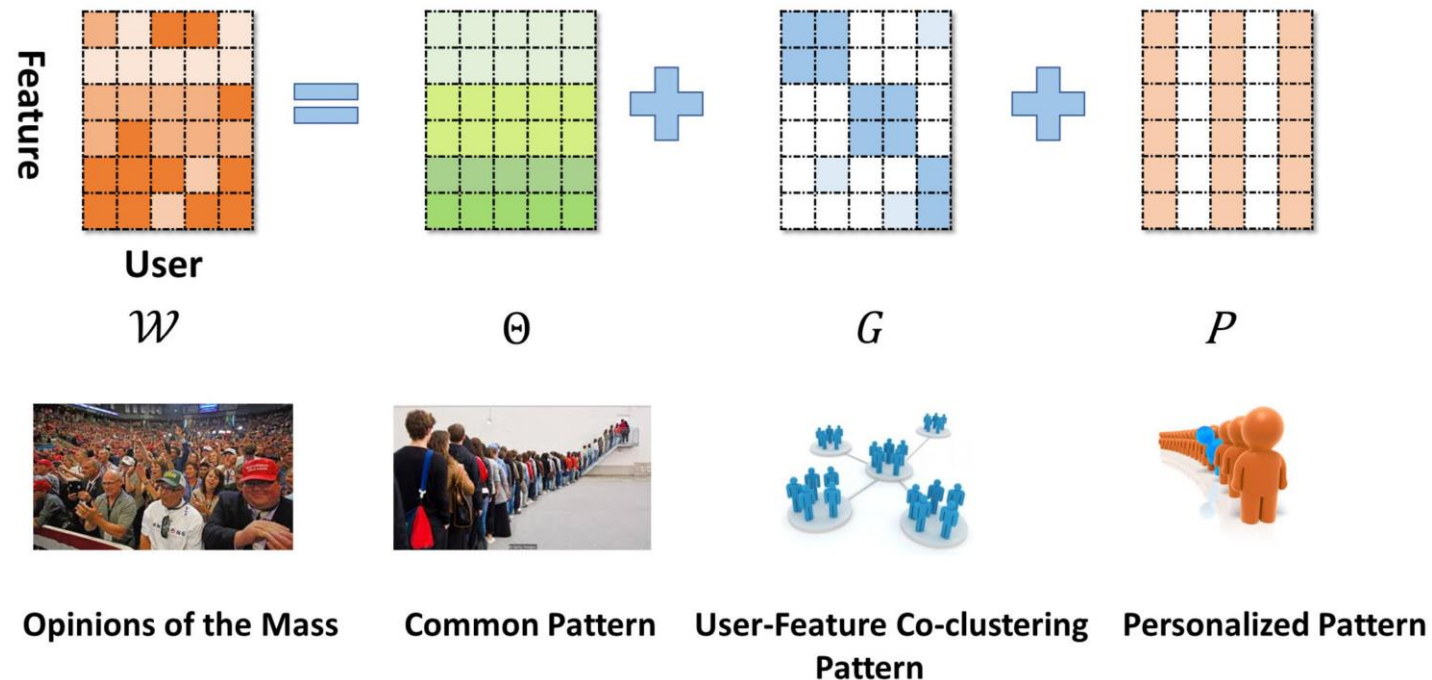 Feature
User
𝒲
Θ
G
P
Opinions of the Mass
Common Pattern
User-Feature Co-clustering
Pattern
Personalized Pattern